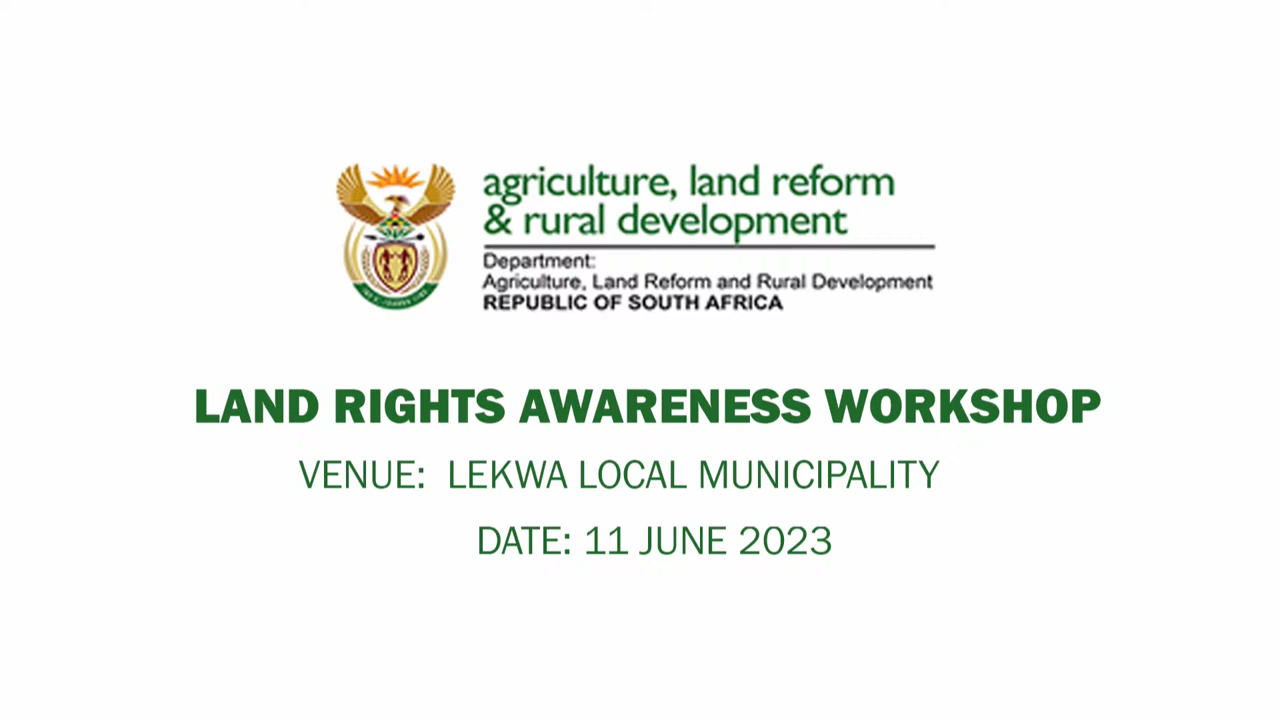 agriculture, land reform
& rural development
Department:
Agriculture, Land Reform and Rural Development
REPUBLIC OF SOUTH AFRICA
LAND RIGHTS AWARENESS WORKSHOP
VENUE: LEKWA LOCAL MUNICIPALITY
DATE: 11 JUNE 2023